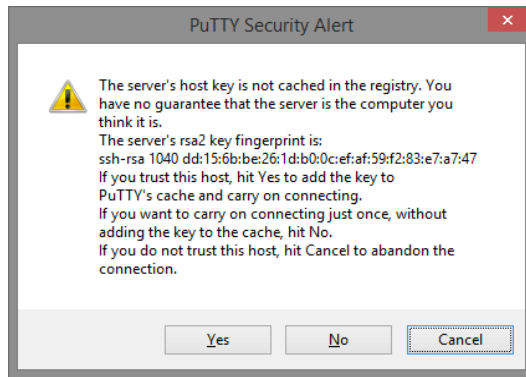 PuTTY Security Alert
The server's host key is not cached in the registry. You
have no guarantee that the server is the computer you
think it is.
The server's rsa2 key fingerprint is:
ssh-rsa 1040 dd:15:6b:be:26:1d:b0:0c:ef:af:59:f2:83:e7:a7:47
If you trust this host, hit Yes to add the key to
PuTTY's cache and carry on connecting.
If you want to carry on connecting just once, without
adding the key to the cache, hit No.
If you do not trust this host, hit Cancel to abandon the
connection.
Yes
No
Cancel